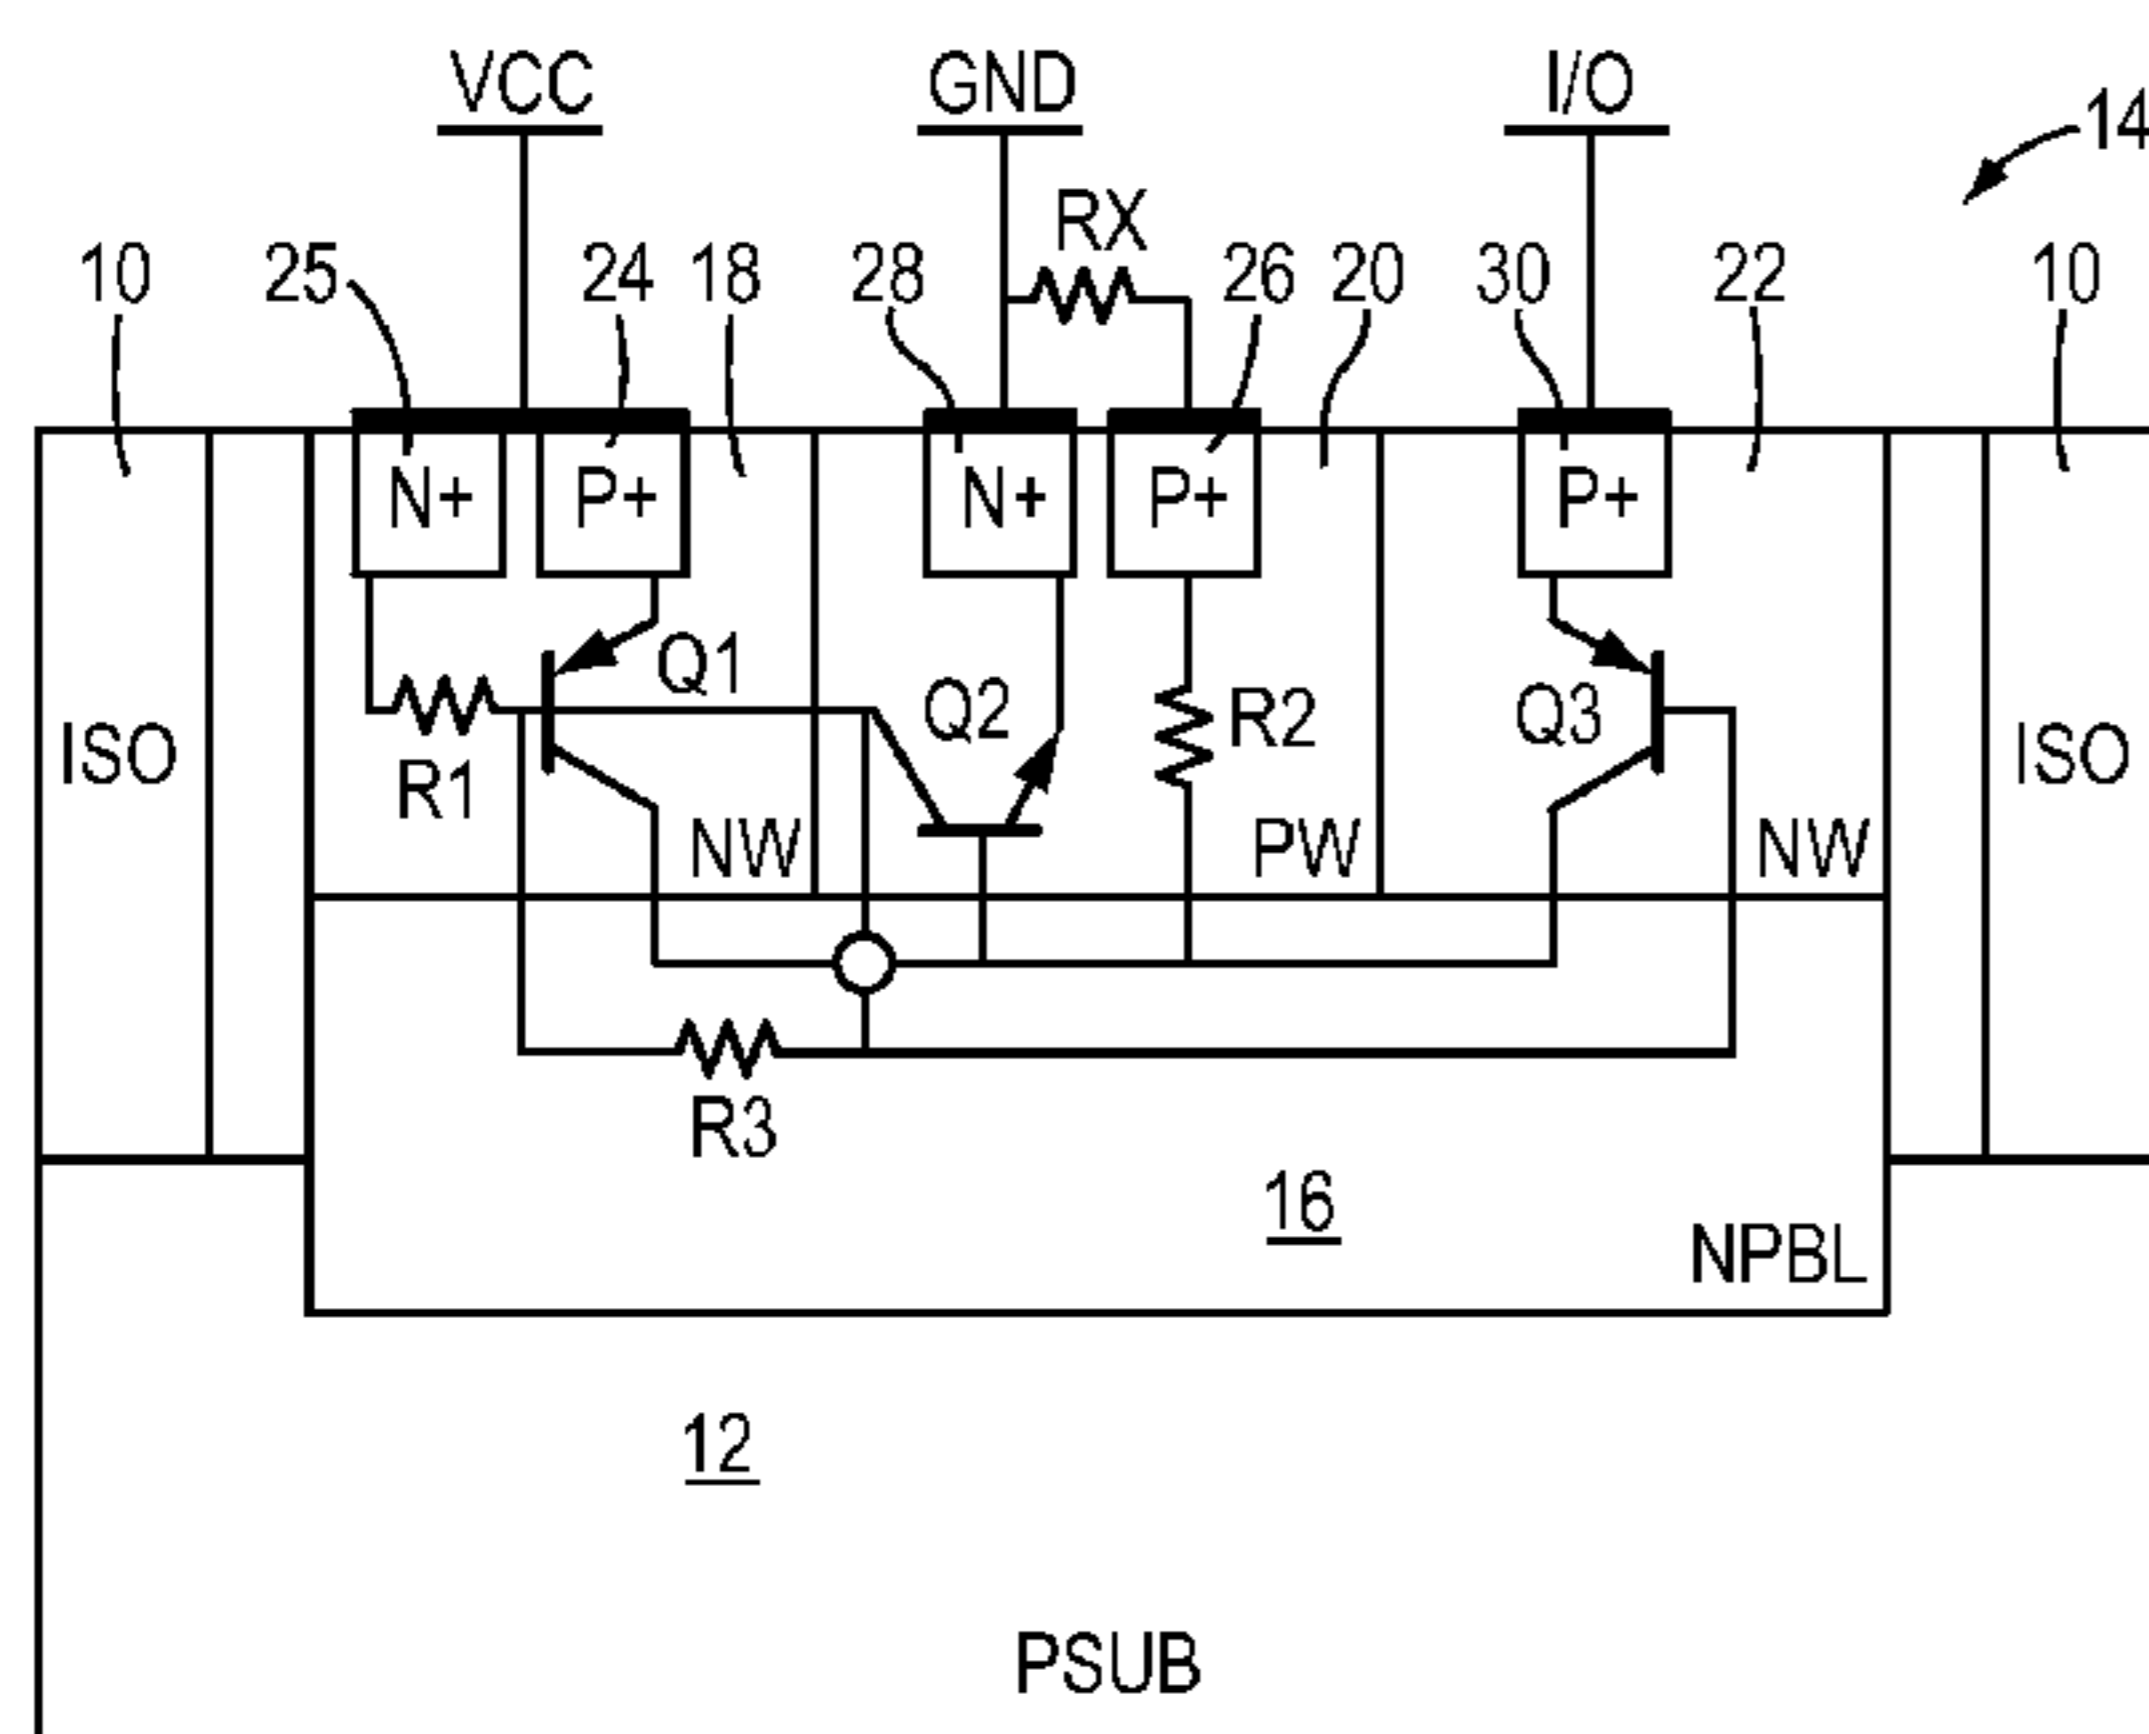 VCC GND I/O
14
RX
10 25 24 18 28 26 20 30 22 10
N+ P+ N+ P+ P+
Q1 Q2 R2 Q3
ISO R1 ISO
NW PW NW
R3
16
NPBL
12
PSUB